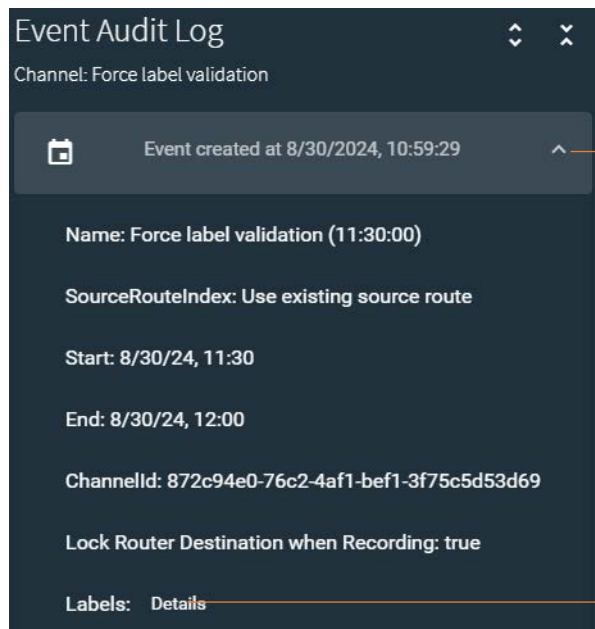 Event Audit Log
Channel: Force label validation
Event created at 8/30/2024, 10:59:29
Name: Force label validation (11:30:00)
SourceRouteIndex: Use existing source route
Start: 8/30/24, 11:30
End: 8/30/24, 12:00
ChannelId: 872c94e0-76c2-4af1-bef1-3f75c5d53d69
Lock Router Destination when Recording: true
Labels: Details